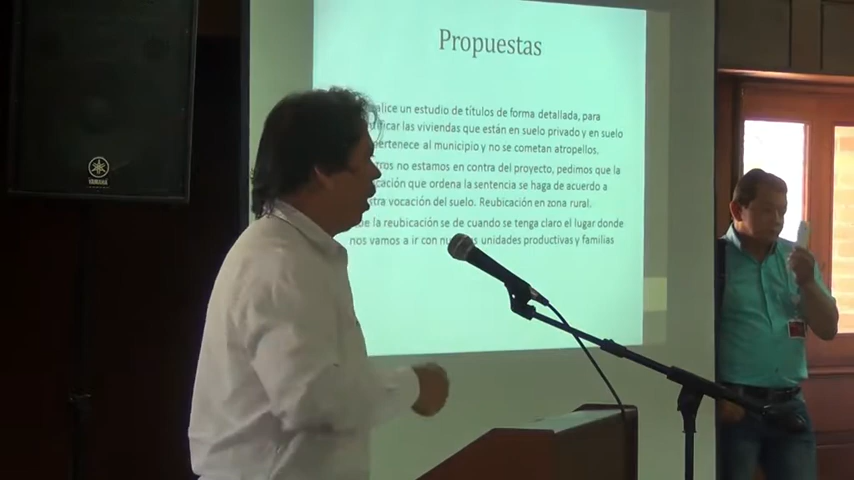 Propuestas
alice un estudio de títulos de forma detallada, para
ificar las viviendas que están en suelo privado y en suelo
pertenece al municipio y no se cometan atropellos.
ros no estamos en contra del proyecto, pedimos que la
cación que ordena la sentencia se haga de acuerdo a
tra vocación del suelo. Reubicación en zona rural.
de la reubicación se de cuando se tenga claro el lugar donde
nos vamos a ir con nu s unidades productivas y familias
YAMAHA